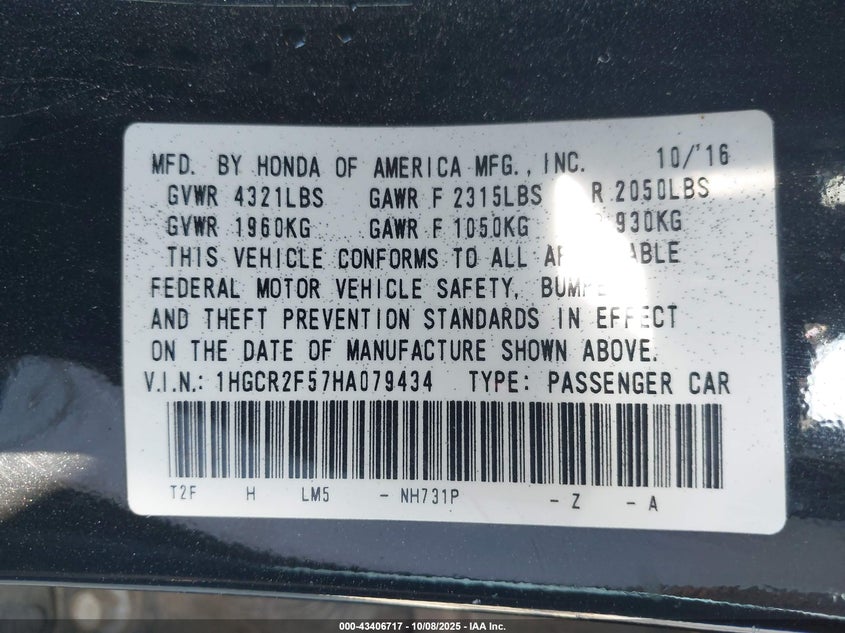 MFD. BY HONDA OF AMERICA MFG., INC. 10/'16
GVWR 4321LBS GAWR F 2315LBS R 2050LBS
GVWR 1960KG GAWR F 1050KG 930KG
THIS VEHICLE CONFORMS TO ALL
FEDERAL MOTOR VEHICLE SAFETY,
AND THEFT PREVENTION STANDARDS IN EFFECT
ON THE DATE OF MANUFACTURE SHOWN ABOVE.
V.I.N.: 1HGCR2F57HA079434 TYPE: PASSENGER CAR
T2F H LM5 - NH731P - Z - A
000-43406717 - 10/08/2025 - IAA Inc.